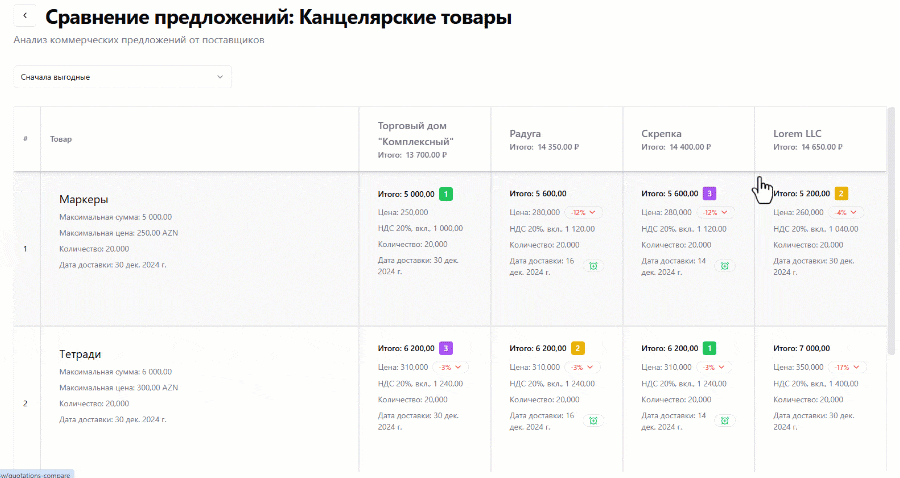 Сравнение предложений: Канцелярские товары
Анализ коммерческих предложений от поставщиков
Сначала выгодные
#
Товар
Торговый дом
"Комплексный"
Итого: 13 700.00 ₽
Радуга
Итого: 14 350.00 ₽
Скрепка
Итого: 14 400.00 ₽
Lorem LLC
Итого: 14 650.00 ₽
1
Маркеры
Максимальная сумма: 5 000,00
Максимальная цена: 250,00 AZN
Количество: 20,000
Дата доставки: 30 дек. 2024 г.
Итого: 5 000,00 1
Цена: 250,000
НДС 20%, вкл., 1 000.00
Количество: 20,000
Дата доставки: 30 дек.
2024 г.
Итого: 5 600,00
Цена: 280,000 -12%
НДС 20%, вкл., 1 120.00
Количество: 20,000
Дата доставки: 16
дек. 2024 г.
Итого: 5 600,00 3
Цена: 280,000 -12%
НДС 20%, вкл., 1 120.00
Количество: 20,000
Дата доставки: 14
дек. 2024 г.
Итого: 5 200,00 2
Цена: 260,000 -4%
НДС 20%, вкл., 1 040.00
Количество: 20,000
Дата доставки: 30 дек.
2024 г.
2
Тетради
Максимальная сумма: 6 000,00
Максимальная цена: 300,00 AZN
Количество: 20,000
Дата доставки: 30 дек. 2024 г.
Итого: 6 200,00 3
Цена: 310,000 -3%
НДС 20%, вкл., 1 240.00
Количество: 20,000
Дата доставки: 30 дек.
2024 г.
Итого: 6 200,00 2
Цена: 310,000 -3%
НДС 20%, вкл., 1 240.00
Количество: 20,000
Дата доставки: 16
дек. 2024 г.
Итого: 6 200,00 1
Цена: 310,000 -3%
НДС 20%, вкл., 1 240.00
Количество: 20,000
Дата доставки: 14
дек. 2024 г.
Итого: 7 000,00
Цена: 350,000 -17%
НДС 20%, вкл., 1 400.00
Количество: 20,000
Дата доставки: 30 дек.
2024 г.
w/quotations-compare